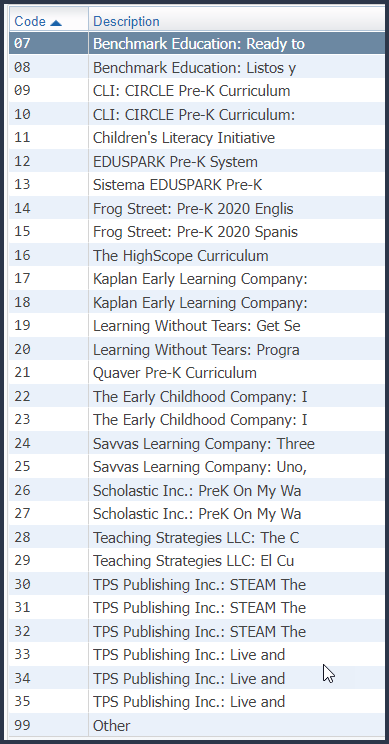 Code Description
07 Benchmark Education: Ready to
08 Benchmark Education: Listos y
09 CLI: CIRCLE Pre-K Curriculum
10 CLI: CIRCLE Pre-K Curriculum:
11 Children's Literacy Initiative
12 EDUSPARK Pre-K System
13 Sistema EDUSPARK Pre-K
14 Frog Street: Pre-K 2020 Englis
15 Frog Street: Pre-K 2020 Spanis
16 The HighScope Curriculum
17 Kaplan Early Learning Company:
18 Kaplan Early Learning Company:
19 Learning Without Tears: Get Se
20 Learning Without Tears: Progra
21 Quaver Pre-K Curriculum
22 The Early Childhood Company: I
23 The Early Childhood Company: I
24 Savvas Learning Company: Three
25 Savvas Learning Company: Uno,
26 Scholastic Inc.: PreK On My Wa
27 Scholastic Inc.: PreK On My Wa
28 Teaching Strategies LLC: The C
29 Teaching Strategies LLC: El Cu
30 TPS Publishing Inc.: STEAM The
31 TPS Publishing Inc.: STEAM The
32 TPS Publishing Inc.: STEAM The
33 TPS Publishing Inc.: Live and
34 TPS Publishing Inc.: Live and
35 TPS Publishing Inc.: Live and
99 Other